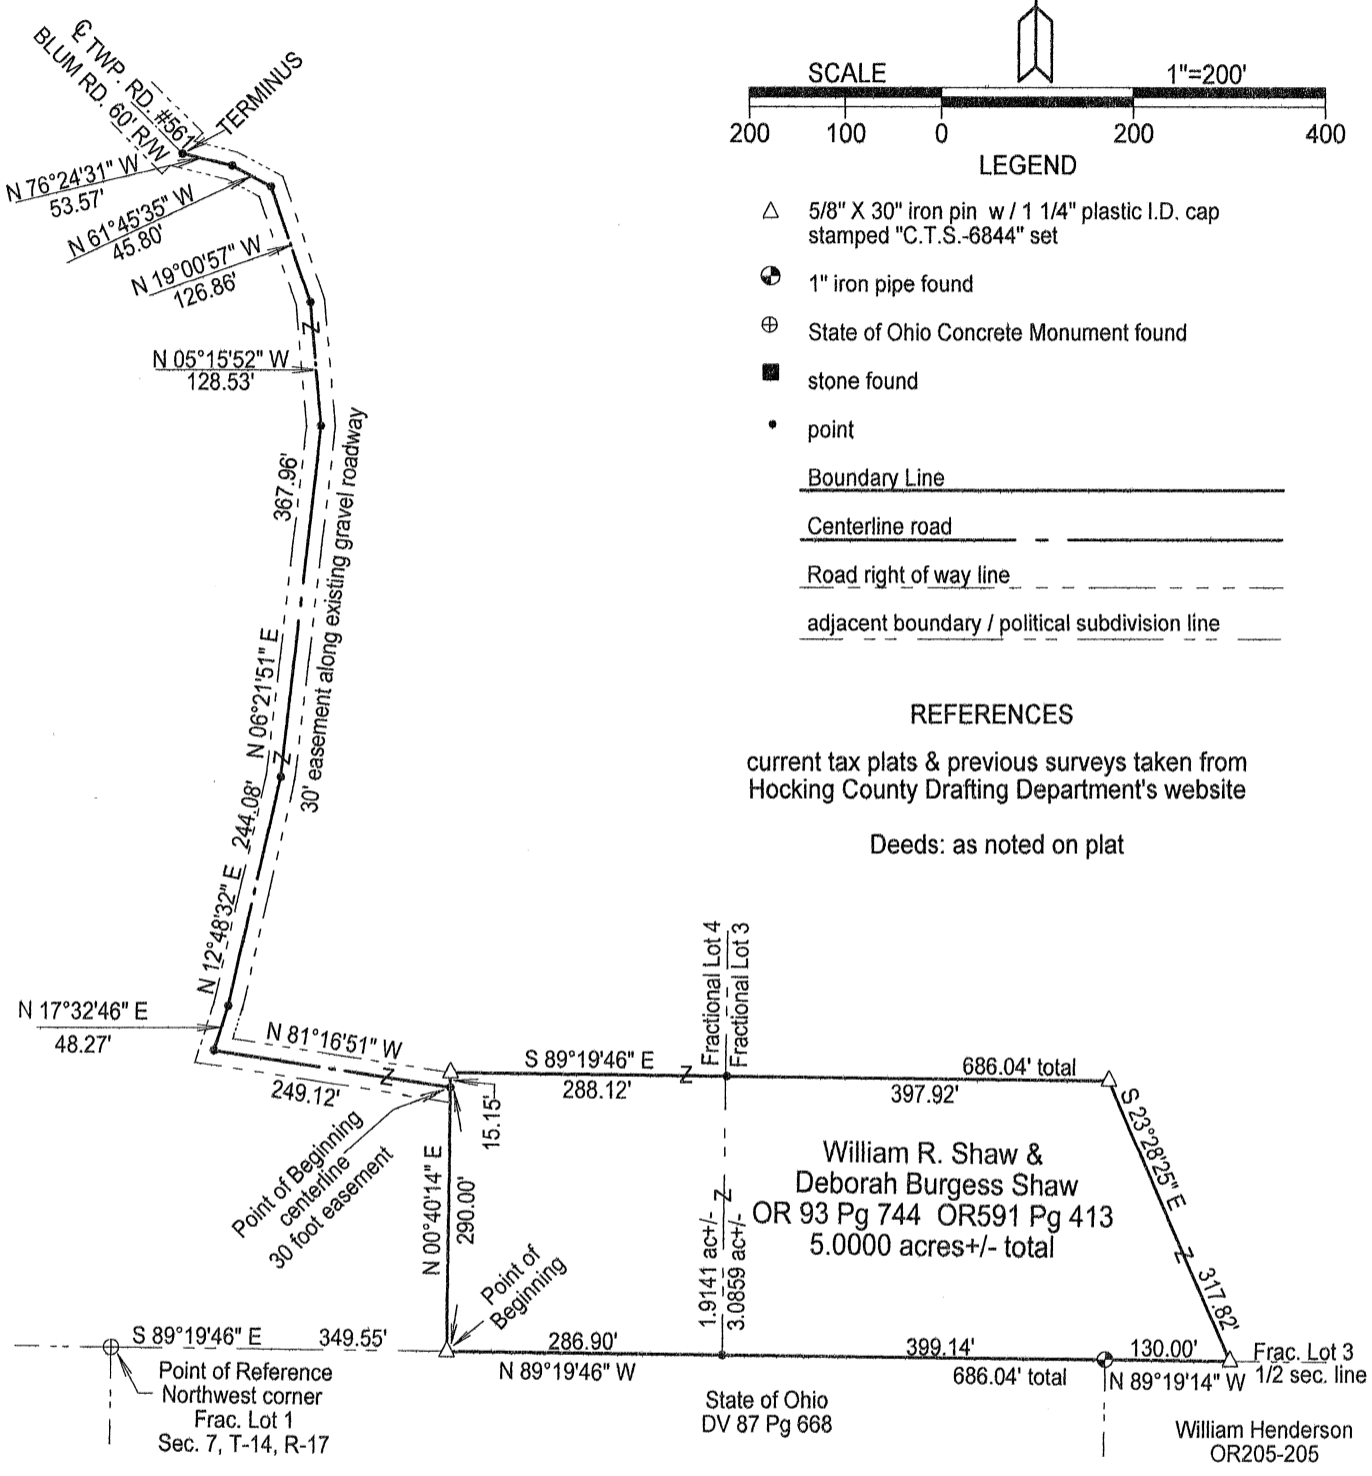 ℄ TWP. RD. #561
BLUM RD. 60' R/W
TERMINUS
N 76°24'31" W
53.57'
N 61°45'35" W
45.80'
N 19°00'57" W
126.86'
N 05°15'52" W
128.53'
367.96'
N 06°21'51" E
30' easement along existing gravel roadway
244.08'
N 12°48'32" E
N 17°32'46" E
48.27'
N 81°16'51" W
249.12'
SCALE 1"=200'
200 100 0 200 400
LEGEND
5/8" X 30" iron pin w / 1 1/4" plastic I.D. cap
stamped "C.T.S.-6844" set
1" iron pipe found
State of Ohio Concrete Monument found
stone found
point
Boundary Line
Centerline road
Road right of way line
adjacent boundary / political subdivision line
REFERENCES
current tax plats & previous surveys taken from
Hocking County Drafting Department's website
Deeds: as noted on plat
Fractional Lot 4
Fractional Lot 3
S 89°19'46" E
288.12'
686.04' total
397.92'
15.15'
Point of Beginning
centerline
30 foot easement
N 00°40'14" E
290.00'
Point of
Beginning
William R. Shaw &
Deborah Burgess Shaw
OR 93 Pg 744 OR591 Pg 413
5.0000 acres+/- total
1.9141 ac+/-
3.0859 ac+/-
S 23°28'25" E
317.82'
Z
Z
Z
Z
Z
Z
S 89°19'46" E 349.55'
286.90'
N 89°19'46" W
399.14'
686.04' total
130.00'
N 89°19'14" W
Frac. Lot 3
1/2 sec. line
Point of Reference
Northwest corner
Frac. Lot 1
Sec. 7, T-14, R-17
State of Ohio
DV 87 Pg 668
William Henderson
OR205-205